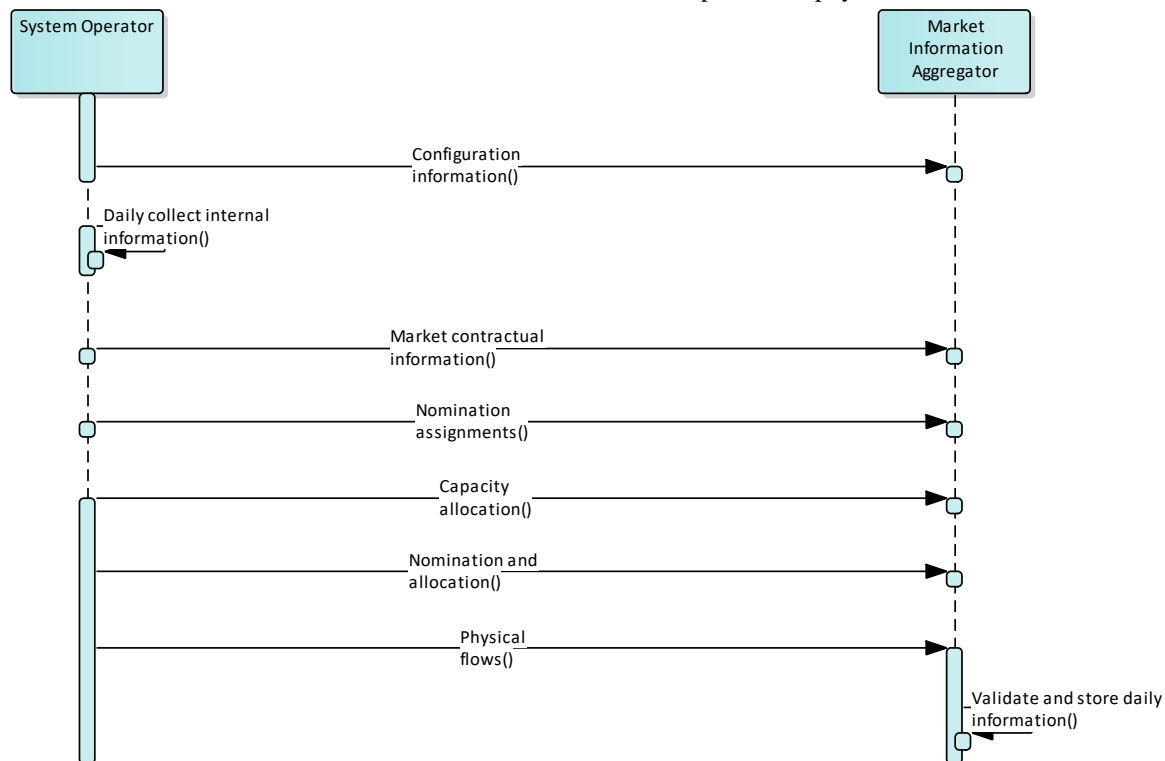 System Operator
Market
Information
Aggregator
Configuration
information()
Daily collect internal
information()
Market contractual
information()
Nomination
assignments()
Capacity
allocation()
Nomination and
allocation()
Physical
flows()
Validate and store daily
information()